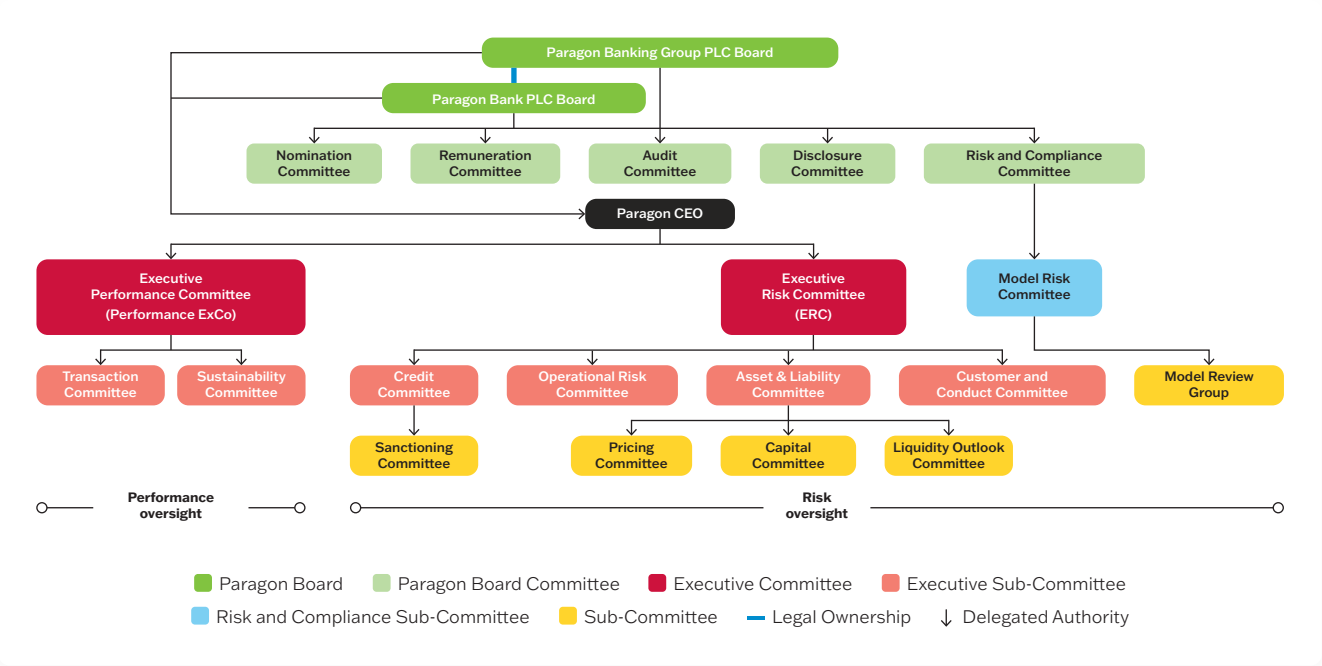 Paragon Banking Group PLC Board
Paragon Bank PLC Board
Nomination
Committee
Remuneration
Committee
Audit
Committee
Disclosure
Committee
Risk and Compliance
Committee
Paragon CEO
Executive
Performance Committee
(Performance ExCo)
Executive
Risk Committee
(ERC)
Model Risk
Committee
Transaction
Committee
Sustainability
Committee
Credit
Committee
Operational Risk
Committee
Asset & Liability
Committee
Customer and
Conduct Committee
Model Review
Group
Sanctioning
Committee
Pricing
Committee
Capital
Committee
Liquidity Outlook
Committee
Performance
oversight
Risk
oversight
Paragon Board
Paragon Board Committee
Executive Committee
Executive Sub-Committee
Risk and Compliance Sub-Committee
Sub-Committee
Legal Ownership
Delegated Authority